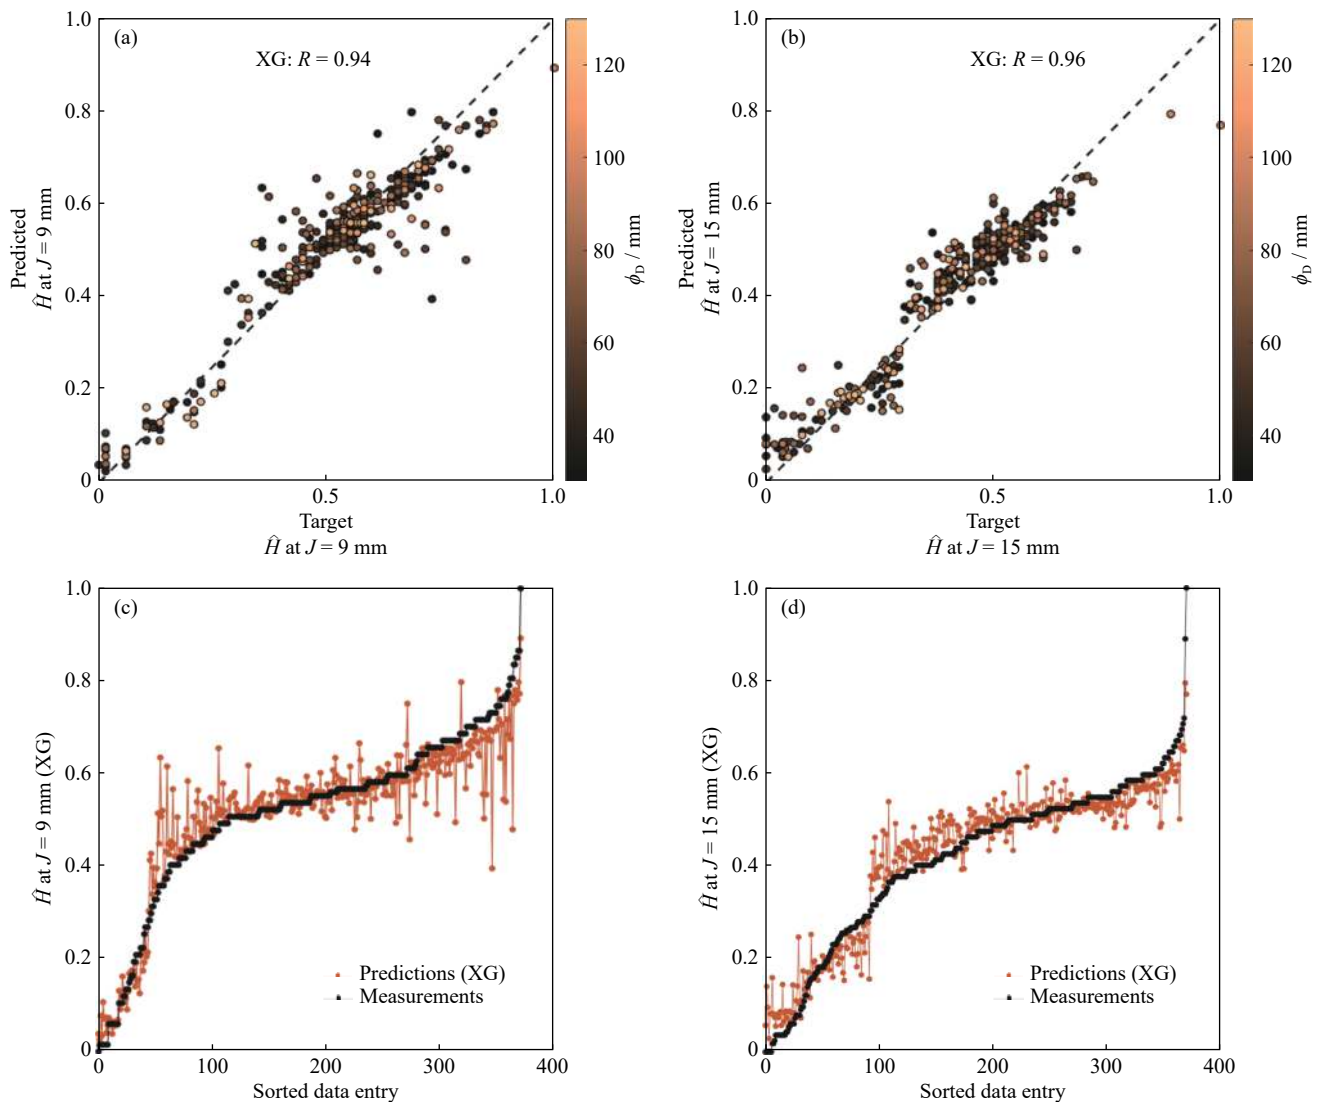 (a)
XG: R = 0.94
1.0
0.8
0.6
0.4
0.2
0
0
0.5
1.0
Predicted
Ĥ at J = 9 mm
Target
Ĥ at J = 9 mm
120
100
80
60
40
ϕD / mm
(b)
XG: R = 0.96
1.0
0.8
0.6
0.4
0.2
0
0
0.5
1.0
Predicted
Ĥ at J = 15 mm
Target
Ĥ at J = 15 mm
120
100
80
60
40
ϕD / mm
(c)
1.0
0.8
0.6
0.4
0.2
0
Ĥ at J = 9 mm (XG)
Predictions (XG)
Measurements
0
100
200
300
400
Sorted data entry
(d)
1.0
0.8
0.6
0.4
0.2
0
Ĥ at J = 15 mm (XG)
Predictions (XG)
Measurements
0
100
200
300
400
Sorted data entry